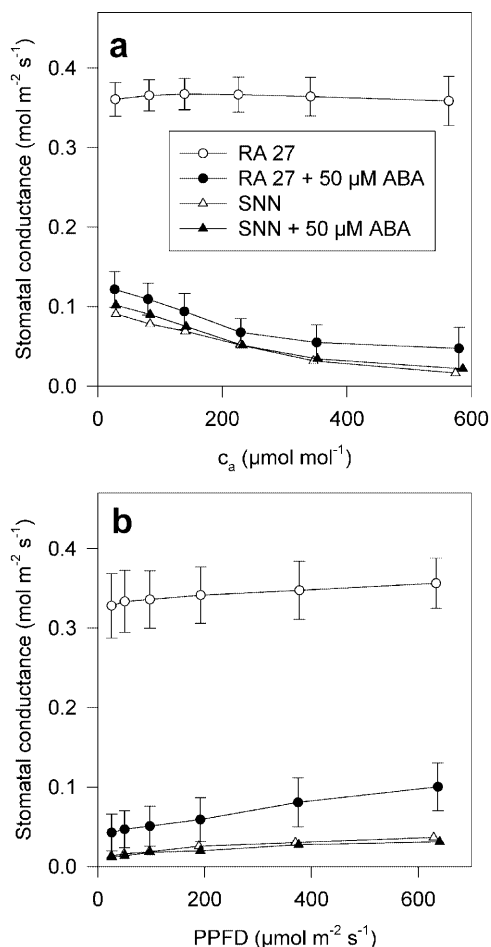 a
Stomatal conductance (mol m-2 s-1)
0.4
0.3
0.2
0.1
0.0
RA 27
RA 27 + 50 µM ABA
SNN
SNN + 50 µM ABA
0 200 400 600
ca (µmol mol-1)
b
Stomatal conductance (mol m-2 s-1)
0.4
0.3
0.2
0.1
0.0
0 200 400 600
PPFD (µmol m-2 s-1)